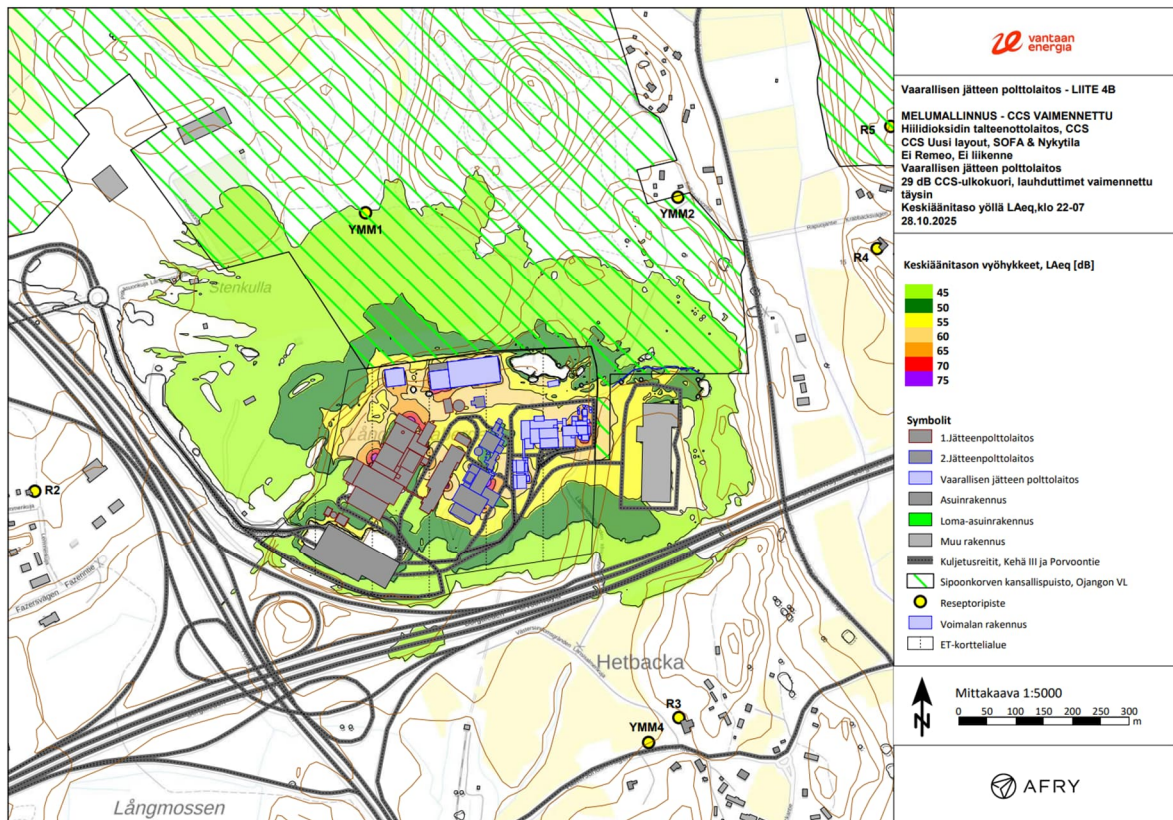 vantaan
energia
Vaarallisen jätteen polttolaitos - LIITE 4B
MELUMALLINNUS - CCS VAIMENNETTU
Hiilidioksidin talteenottolaitos, CCS
CCS Uusi layout, SOFA & Nykytila
Ei Remeo, Ei liikenne
Vaarallisen jätteen polttolaitos
29 dB CCS-ulkokuori, lauhduttimet vaimennettu
täysin
Keskiäänitaso yöllä LAeq,klo 22-07
28.10.2025
Keskiäänitason vyöhykkeet, LAeq [dB]
45
50
55
60
65
70
75
Symbolit
1.Jätteenpolttolaitos
2.Jätteenpolttolaitos
Vaarallisen jätteen polttolaitos
Asuinrakennus
Loma-asuinrakennus
Muu rakennus
Kuljetusreitit, Kehä III ja Porvoontie
Sipoonkorven kansallispuisto, Ojangon VL
Reseptoripiste
Voimalan rakennus
ET-korttelialue
N
Mittakaava 1:5000
0 50 100 150 200 250 300
m
AFRY
R5
YMM1
YMM2
R4
Stenkulla
R2
Fazerintie
Fazersvägen
Hetbacka
R3
YMM4
Långmossen